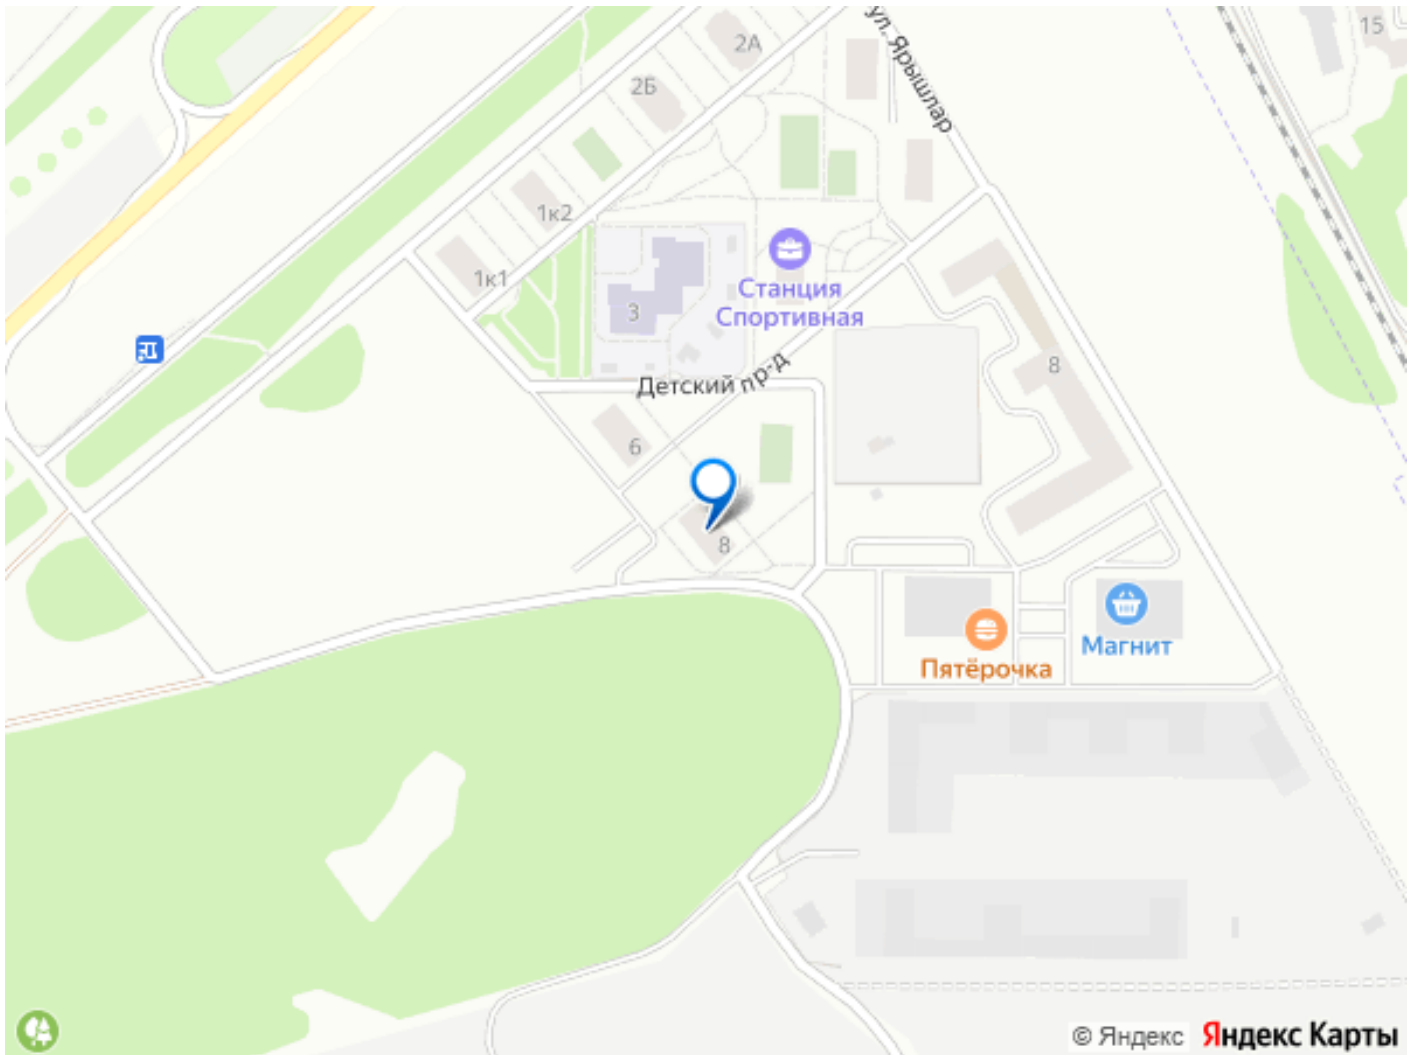 15
ул. Ярышлар
2А
2Б
1к2
1к1
3
Станция
Спортивная
8
Детский пр-д
6
8
Магнит
Пятёрочка
© Яндекс Яндекс Карты